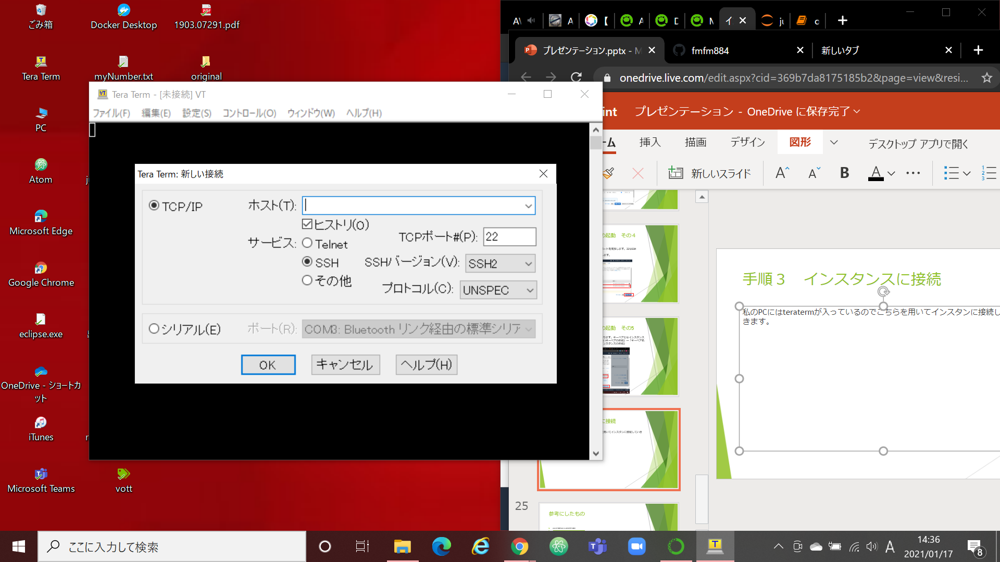 ごみ箱
Docker Desktop
1903.07291.pdf
Tera Term
myNumber.txt
original
PC
Atom
Microsoft Edge
Google Chrome
eclipse.exe
OneDrive - ショートカ
ット
iTunes
Microsoft Teams
vott
Tera Term - [未接続] VT
ファイル(F) 編集(E) 設定(S) コントロール(O) ウィンドウ(W) ヘルプ(H)
Tera Term: 新しい接続
TCP/IP
ホスト(T):
ヒストリ(O)
サービス:
Telnet
TCPポート#(P): 22
SSH
SSHバージョン(V): SSH2
その他
プロトコル(C): UNSPEC
シリアル(E)
ポート(R): COM3: Bluetooth リンク経由の標準シリア
OK
キャンセル
ヘルプ(H)
プレゼンテーション.pptx - M
fmfm884
新しいタブ
onedrive.live.com/edit.aspx?cid=369b7da8175185b2&page=view&resi...
int プレゼンテーション - OneDrive に保存完了
ーム 挿入 描画 デザイン 図形 デスクトップ アプリで開く
新しいスライド
B
の起動 その4
の起動 その5
に接続
25
参考にしたもの
手順3 インスタンスに接続
私のPCにはteratermが入っているのでこちらを用いてインスタンに接続し
きます。
ここに入力して検索
A
14:36
2021/01/17
8